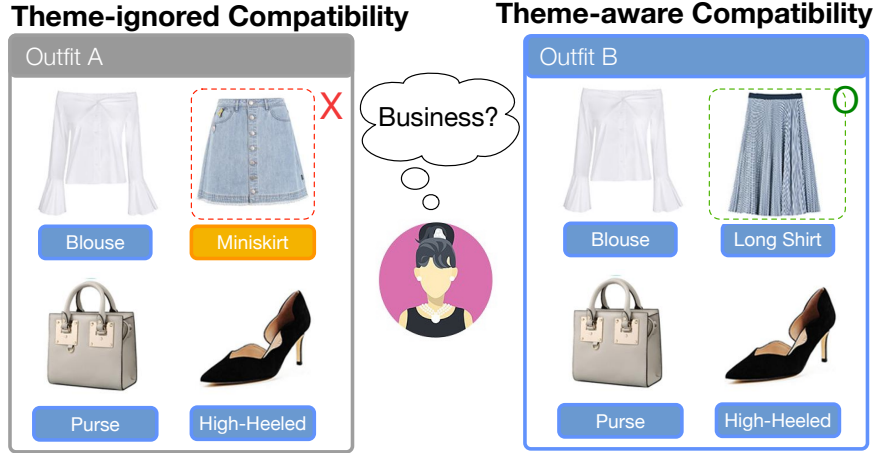 Theme-ignored Compatibility
Theme-aware Compatibility
Outfit A
X
Blouse
Miniskirt
Purse
High-Heeled
Business?
Outfit B
O
Blouse
Long Shirt
Purse
High-Heeled